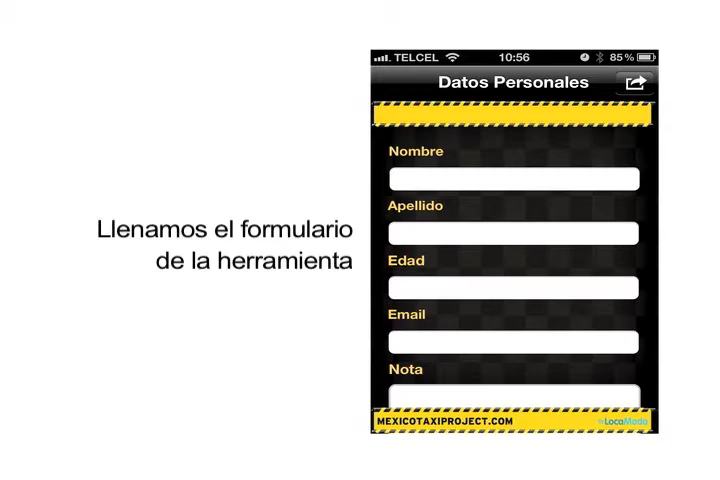 TELCEL 10:56 85%
Datos Personales
Nombre
Apellido
Llenamos el formulario
de la herramienta
Edad
Email
Nota
MEXICOTAXIPROJECT.COM LocoModo